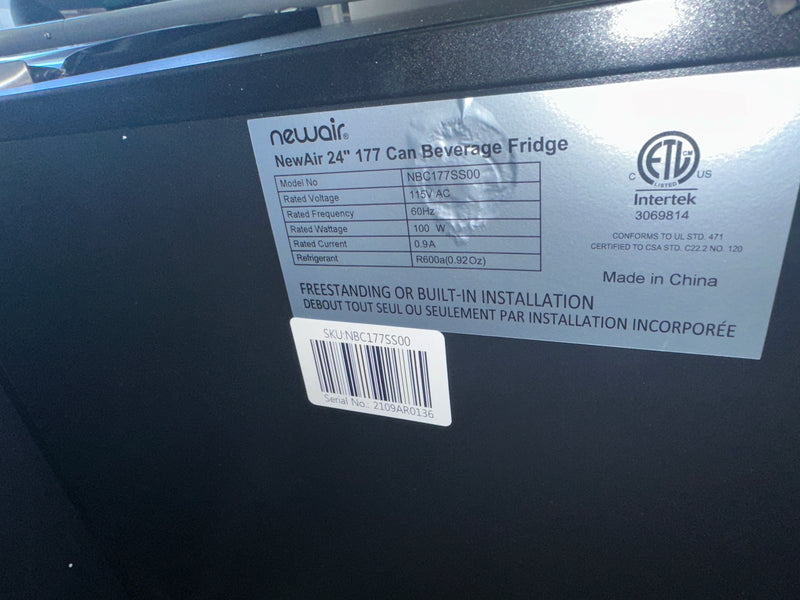 newair®
NewAir 24" 177 Can Beverage Fridge
Model No NBC177SS00
Rated Voltage 115V AC
Rated Frequency 60Hz
Rated Wattage 100 W
Rated Current 0.9A
Refrigerant R600a(0.92Oz)
FREESTANDING OR BUILT-IN INSTALLATION
DEBOUT TOUT SEUL OU SEULEMENT PAR INSTALLATION INCORPORÉE
ETL CM
LISTED
C US
Intertek
3069814
CONFORMS TO UL STD. 471
CERTIFIED TO CSA STD. C22.2 NO. 120
Made in China
SKU:NBC177SS00
Serial No.: 2109AR0136